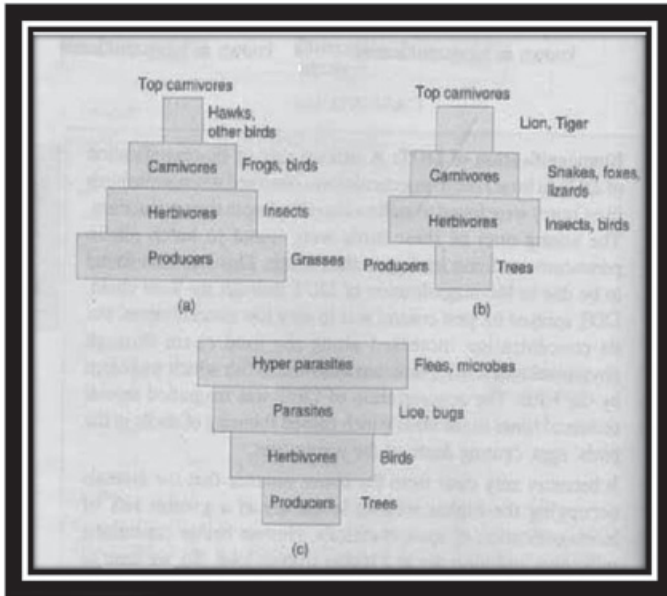 Top carnivores
Hawks,
other birds
Carnivores Frogs, birds
Herbivores Insects
Producers Grasses
(a)
Top carnivores
Lion, Tiger
Carnivores Snakes, foxes,
lizards
Herbivores Insects, birds
Producers Trees
(b)
Hyper parasites Fleas, microbes
Parasites Lice, bugs
Herbivores Birds
Producers Trees
(c)